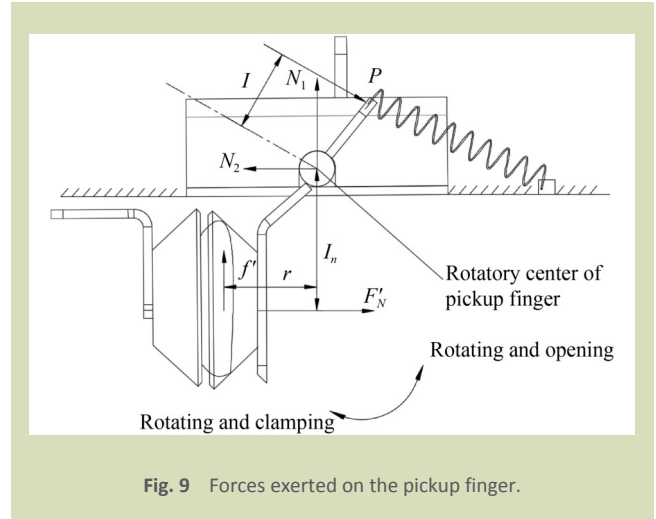 I
N₁
P
N₂
Iₙ
f′
r
F′N
Rotatory center of
pickup finger
Rotating and opening
Rotating and clamping
Fig. 9 Forces exerted on the pickup finger.